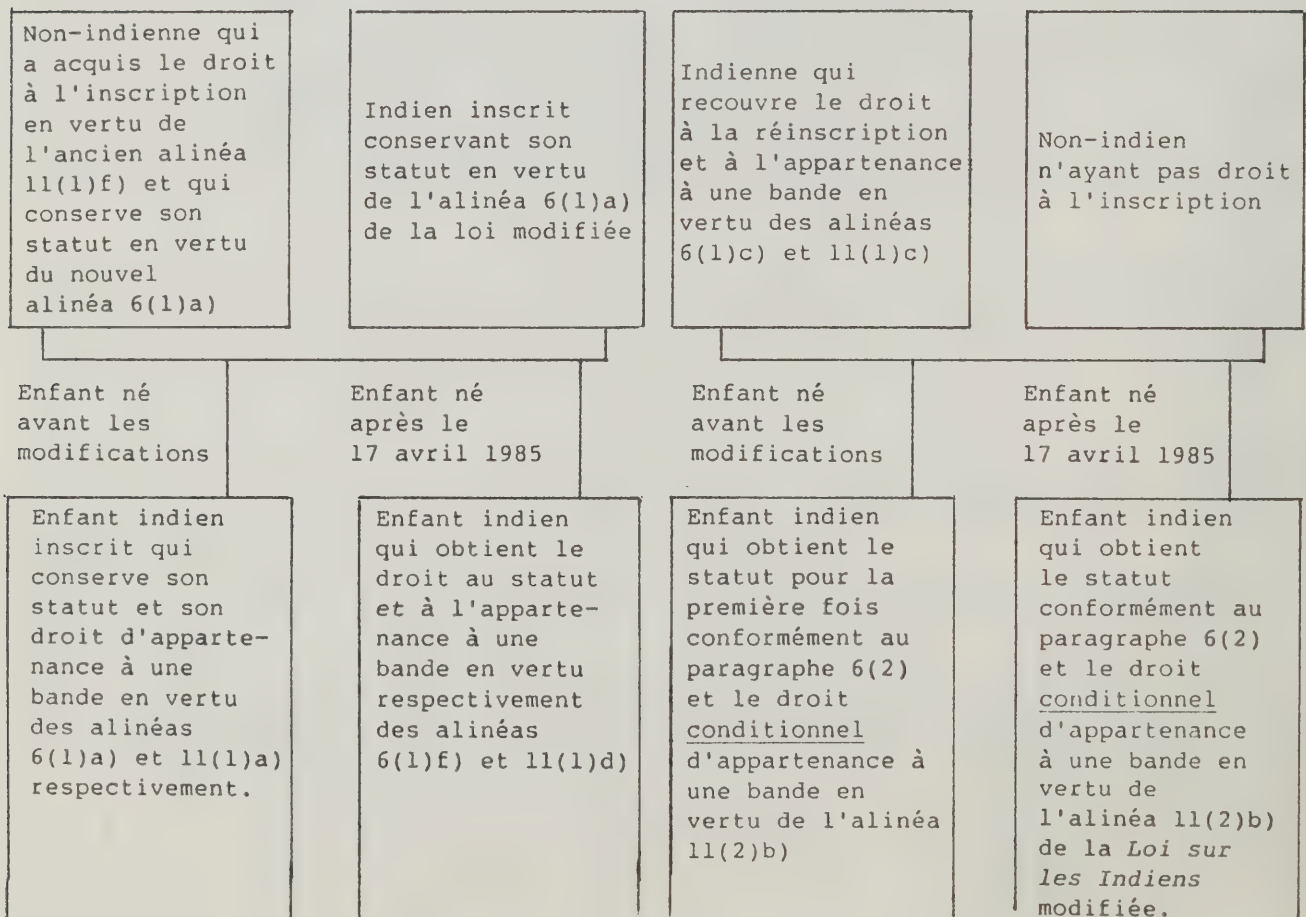 Non-indienne qui
a acquis le droit
à l'inscription
en vertu de
l'ancien alinéa
11(1)f) et qui
conserve son
statut en vertu
du nouvel
alinéa 6(1)a)
Indien inscrit
conservant son
statut en vertu
de l'alinéa 6(1)a)
de la loi modifiée
Indienne qui
recouvre le droit
à la réinscription
et à l'appartenance
à une bande en
vertu des alinéas
6(1)c) et 11(1)c)
Non-indien
n'ayant pas droit
à l'inscription
Enfant né
avant les
modifications
Enfant né
après le
17 avril 1985
Enfant né
avant les
modifications
Enfant né
après le
17 avril 1985
Enfant indien
inscrit qui
conserve son
statut et son
droit d'apparte-
nance à une
bande en vertu
des alinéas
6(1)a) et 11(1)a)
respectivement.
Enfant indien
qui obtient le
droit au statut
et à l'apparte-
nance à une
bande en vertu
respectivement
des alinéas
6(1)f) et 11(1)d)
Enfant indien
qui obtient le
statut pour la
première fois
conformément au
paragraphe 6(2)
et le droit
conditionnel
d'appartenance à
une bande en
vertu de l'alinéa
11(2)b)
Enfant indien
qui obtient
le statut
conformément au
paragraphe 6(2)
et le droit
conditionnel
d'appartenance
à une bande en
vertu de
l'alinéa 11(2)b)
de la Loi sur
les Indiens
modifiée.